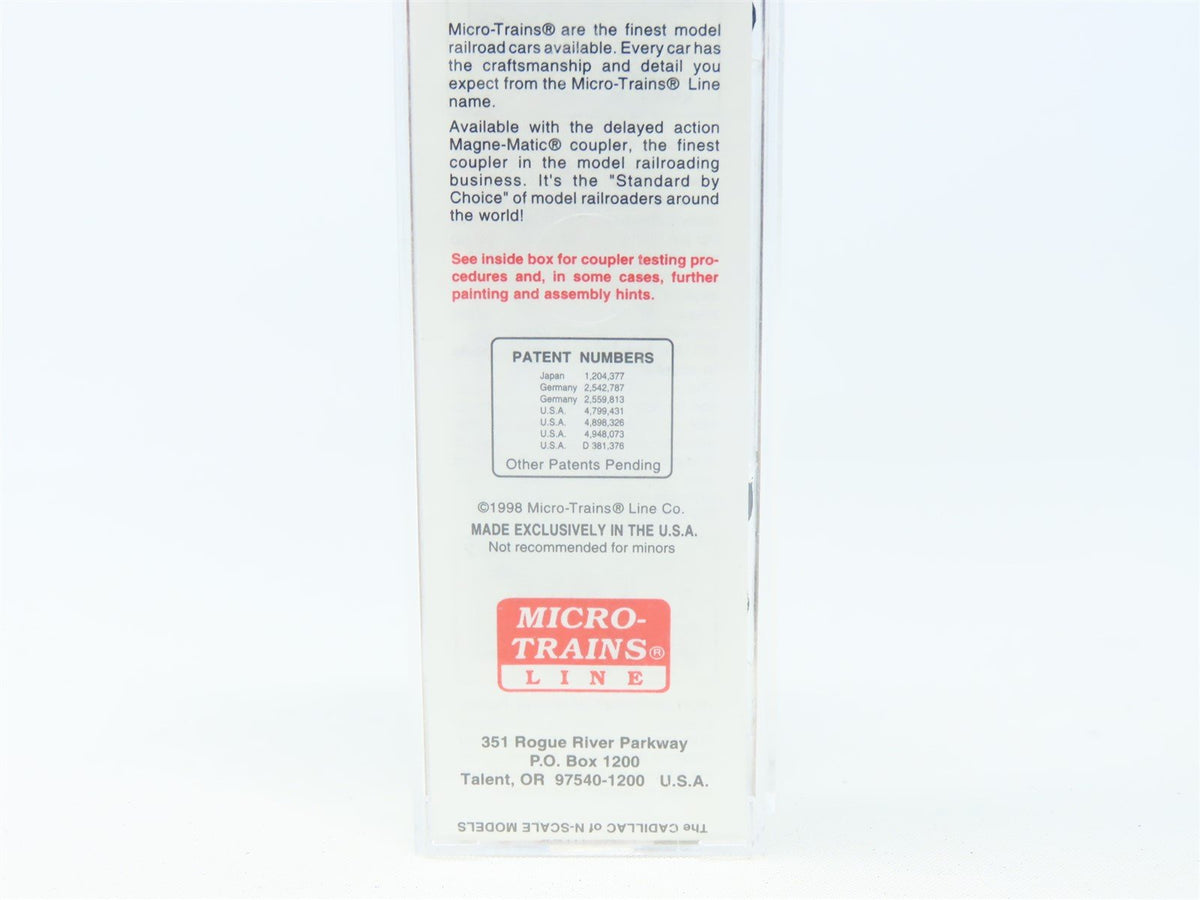 Micro-Trains® are the finest model
railroad cars available. Every car has
the craftsmanship and detail you
expect from the Micro-Trains® Line
name.
Available with the delayed action
Magne-Matic® coupler, the finest
coupler in the model railroading
business. It's the "Standard by
Choice" of model railroaders around
the world!
See inside box for coupler testing pro-
cedures and, in some cases, further
painting and assembly hints.
PATENT NUMBERS
Japan 1,204,377
Germany 2,542,787
Germany 2,559,813
U.S.A. 4,799,431
U.S.A. 4,898,326
U.S.A. 4,948,073
U.S.A. D 381,376
Other Patents Pending
©1998 Micro-Trains® Line Co.
MADE EXCLUSIVELY IN THE U.S.A.
Not recommended for minors
MICRO-
TRAINS®
LINE
351 Rogue River Parkway
P.O. Box 1200
Talent, OR 97540-1200 U.S.A.
The CADILLAC of N-SCALE MODELS